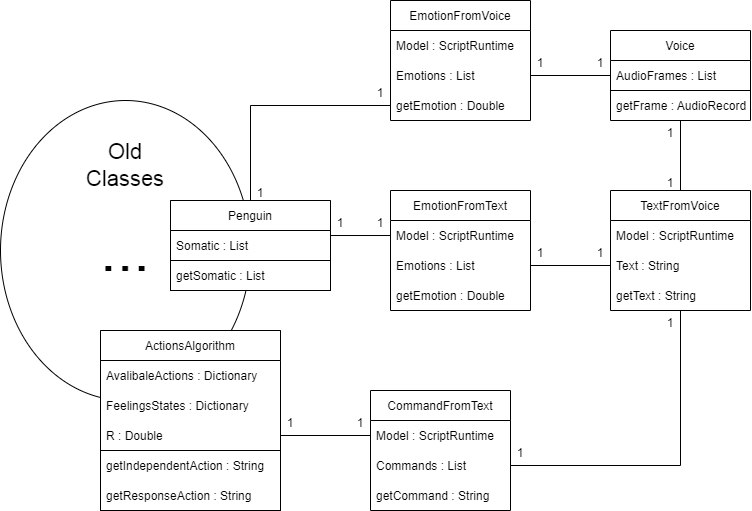 EmotionFromVoice
Model : ScriptRuntime
Emotions : List
getEmotion : Double
1
1
Voice
AudioFrames : List
getFrame : AudioRecord
1
1
1
1
Old
Classes
...
Penguin
Somatic : List
getSomatic : List
1
1
EmotionFromText
Model : ScriptRuntime
Emotions : List
getEmotion : Double
1
1
TextFromVoice
Model : ScriptRuntime
Text : String
getText : String
1
ActionsAlgorithm
AvalibaleActions : Dictionary
FeelingsStates : Dictionary
R : Double
getIndependentAction : String
getResponseAction : String
1
1
CommandFromText
Model : ScriptRuntime
Commands : List
getCommand : String
1